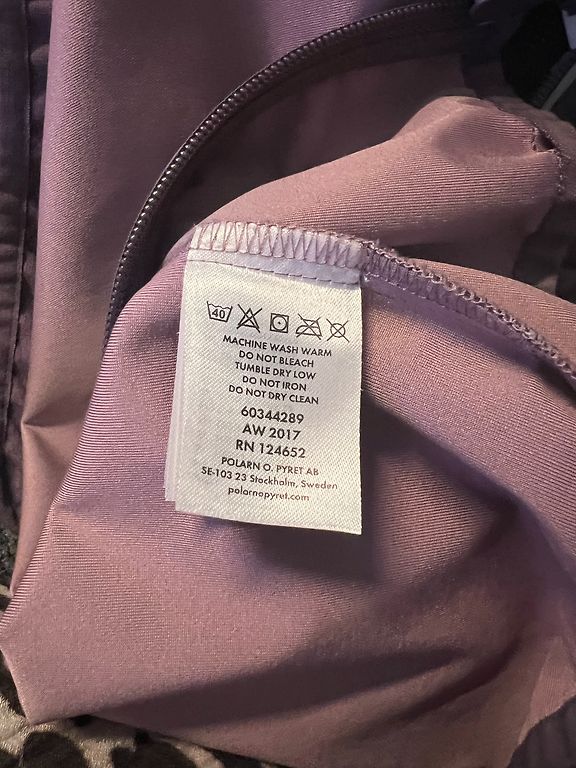 40
MACHINE WASH WARM
DO NOT BLEACH
TUMBLE DRY LOW
DO NOT IRON
DO NOT DRY CLEAN
60344289
AW 2017
RN 124652
POLARN O. PYRET AB
SE-103 23 Stockholm, Sweden
polarnopyret.com